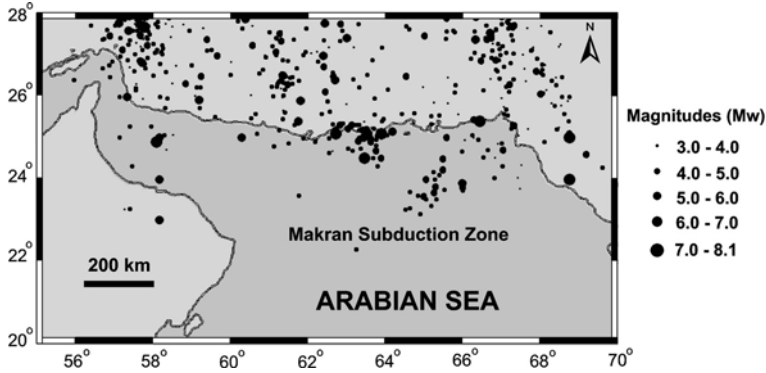 28°
26°
24°
22°
20°
N
Magnitudes (Mw)
3.0 - 4.0
4.0 - 5.0
5.0 - 6.0
6.0 - 7.0
7.0 - 8.1
Makran Subduction Zone
200 km
ARABIAN SEA
56° 58° 60° 62° 64° 66° 68° 70°